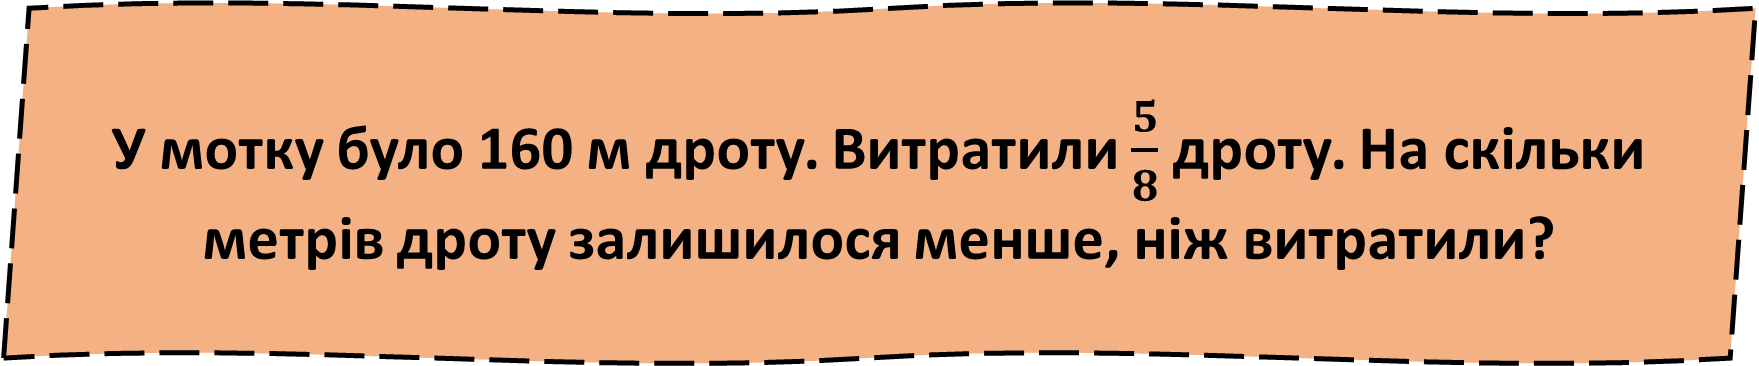 У мотку було 160 м дроту. Витратили 5/8 дроту. На скільки
метрів дроту залишилося менше, ніж витратили?